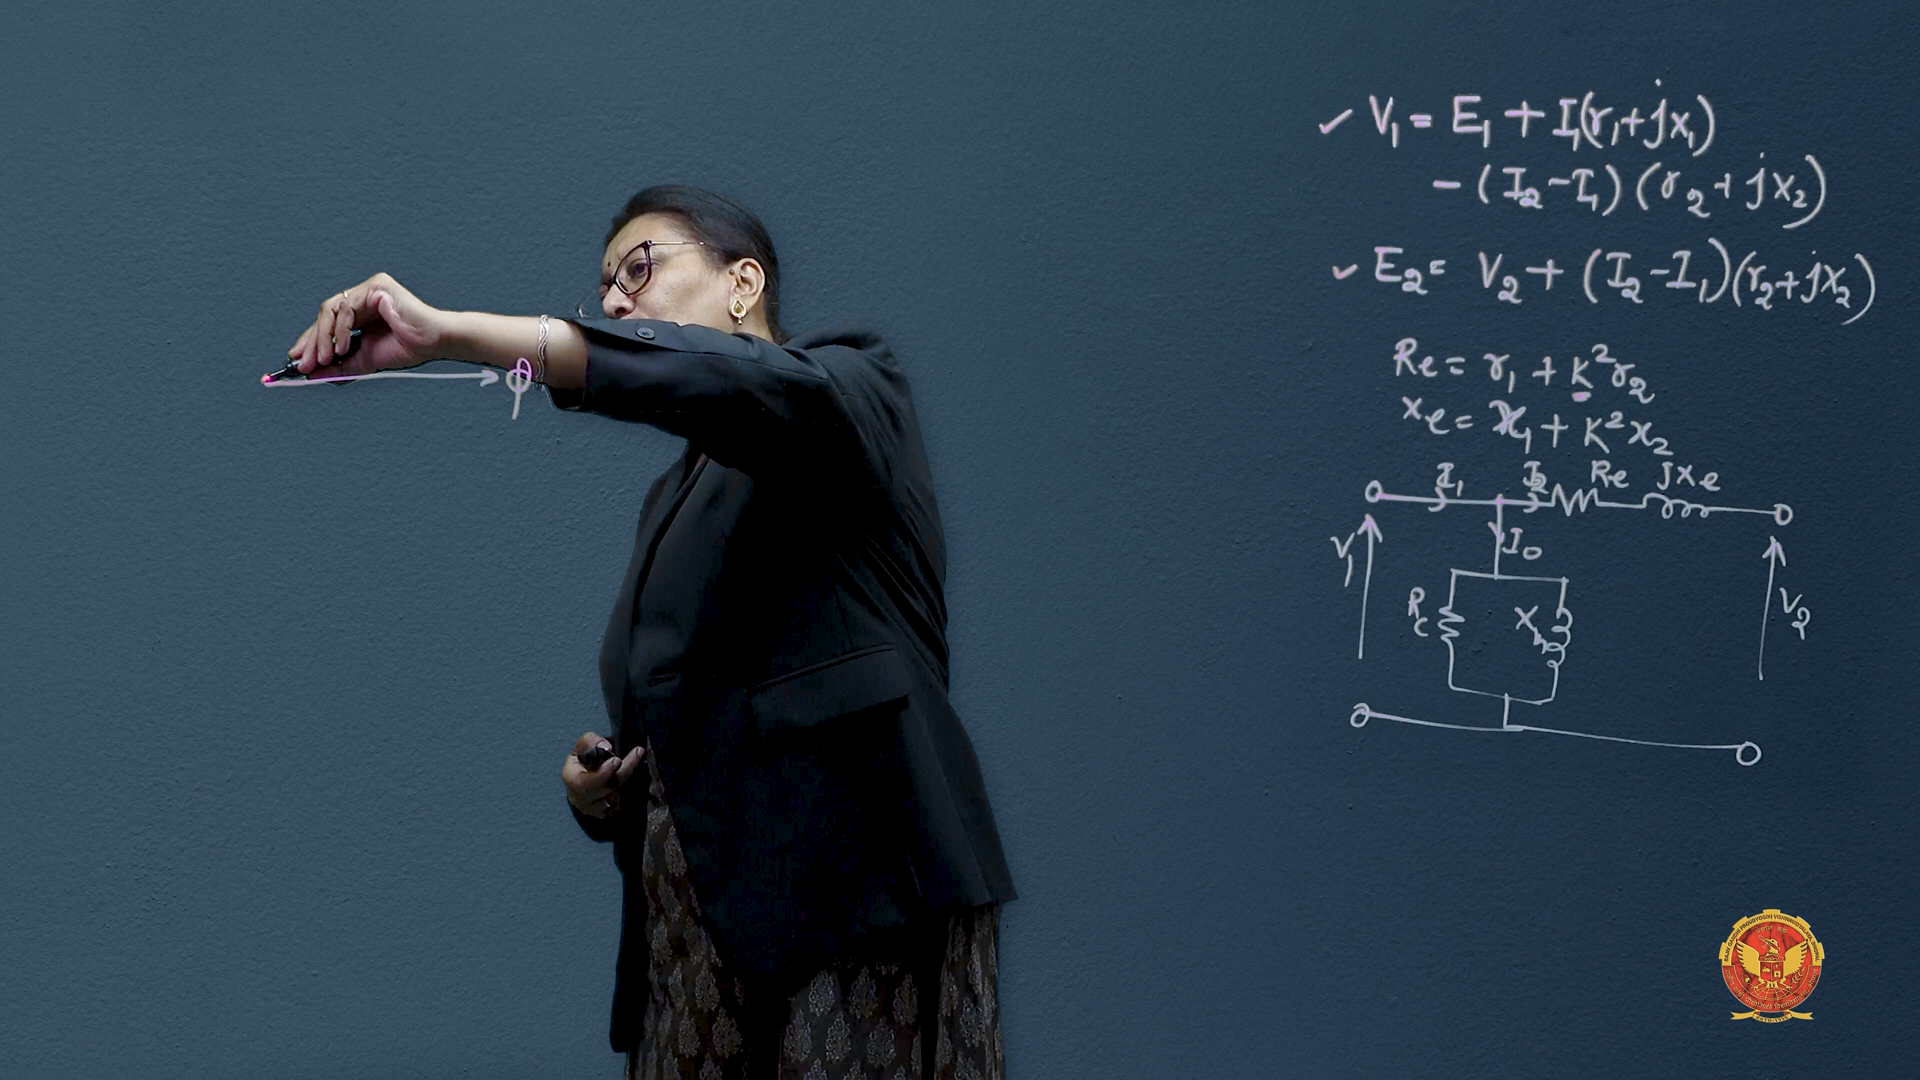 ϕ
✓ V₁ = E₁ + I₁(r₁+jx₁)
- (I₂-I₁) (r₂+jx₂)
✓ E₂= V₂ + (I₂-I₁)(r₂+jx₂)
Re = r₁ + K²r₂
Xe = x₁ + K²x₂
I₁ I₂ Re jXe
I₀
V₁
V₂
Rc Xm